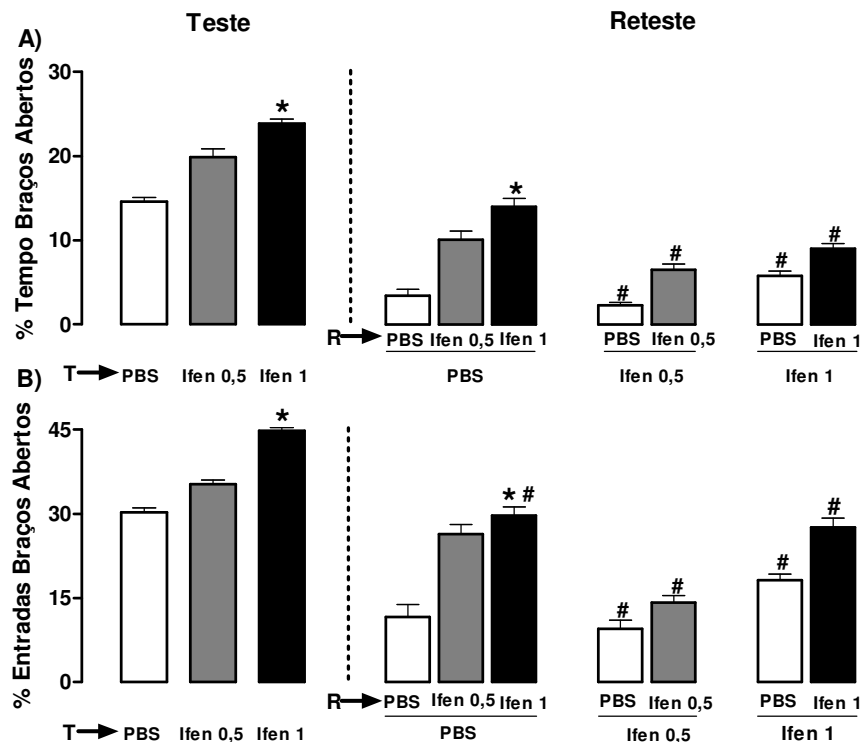 Teste Reteste
A)
% Tempo Braços Abertos
30
*
20
*
10
# # # #
0
R PBS Ifen 0,5 Ifen 1 PBS Ifen 0,5 PBS Ifen 1
T PBS Ifen 0,5 Ifen 1 PBS Ifen 0,5 Ifen 1
B)
% Entradas Braços Abertos
45
*
30
* #
#
#
15
# #
0
R PBS Ifen 0,5 Ifen 1 PBS Ifen 0,5 PBS Ifen 1
T PBS Ifen 0,5 Ifen 1 PBS Ifen 0,5 Ifen 1